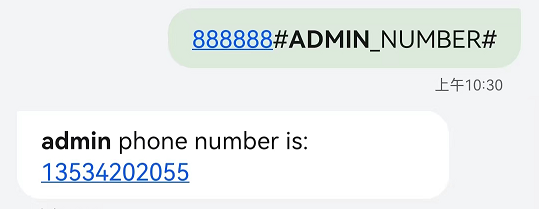 888888#ADMIN_NUMBER#
上午10:30
admin phone number is:
13534202055